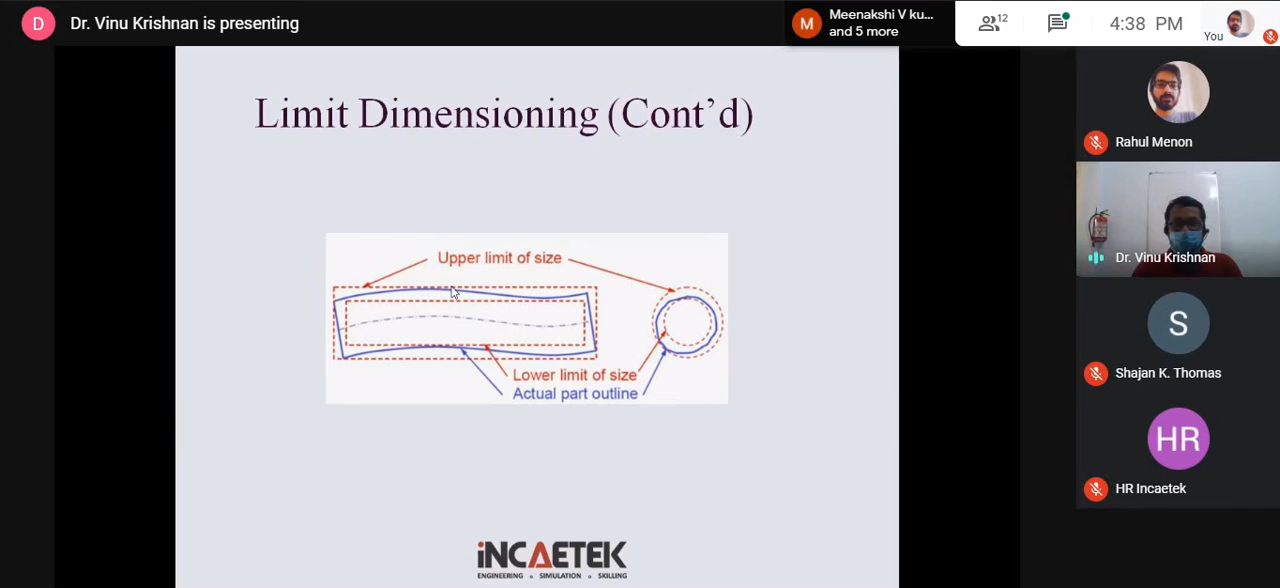 D
Dr. Vinu Krishnan is presenting
M
Meenakshi V ku...
and 5 more
12
4:38 PM
You
Limit Dimensioning (Cont’d)
Upper limit of size
Lower limit of size
Actual part outline
iNCAETEK
ENGINEERING • SIMULATION • SKILLING
Rahul Menon
Dr. Vinu Krishnan
S
Shajan K. Thomas
HR
HR Incaetek